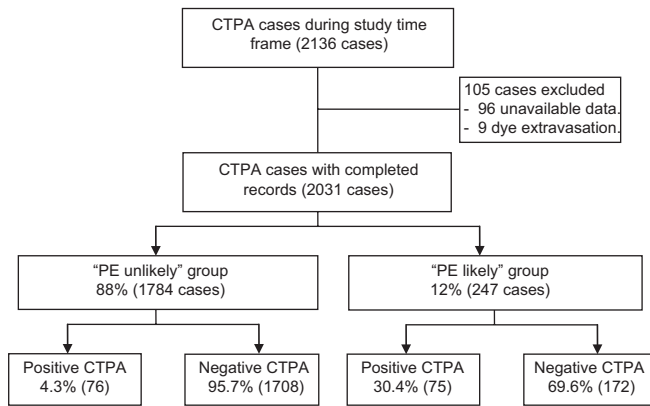 CTPA cases during study time
frame (2136 cases)
105 cases excluded
- 96 unavailable data.
- 9 dye extravasation.
CTPA cases with completed
records (2031 cases)
“PE unlikely” group
88% (1784 cases)
“PE likely” group
12% (247 cases)
Positive CTPA
4.3% (76)
Negative CTPA
95.7% (1708)
Positive CTPA
30.4% (75)
Negative CTPA
69.6% (172)